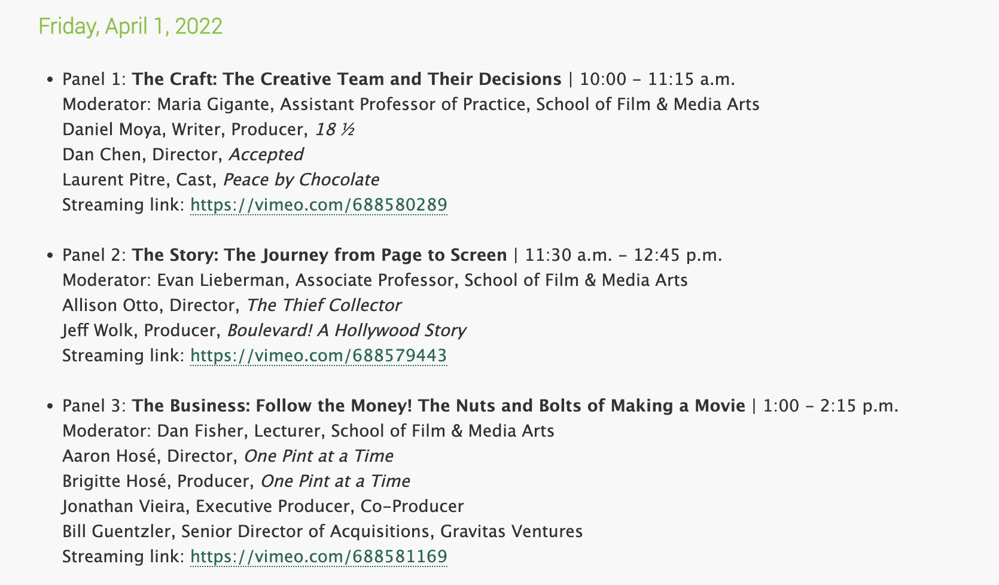 Friday, April 1, 2022
• Panel 1: The Craft: The Creative Team and Their Decisions | 10:00 – 11:15 a.m.
Moderator: Maria Gigante, Assistant Professor of Practice, School of Film & Media Arts
Daniel Moya, Writer, Producer, 18 ½
Dan Chen, Director, Accepted
Laurent Pitre, Cast, Peace by Chocolate
Streaming link: https://vimeo.com/688580289
• Panel 2: The Story: The Journey from Page to Screen | 11:30 a.m. – 12:45 p.m.
Moderator: Evan Lieberman, Associate Professor, School of Film & Media Arts
Allison Otto, Director, The Thief Collector
Jeff Wolk, Producer, Boulevard! A Hollywood Story
Streaming link: https://vimeo.com/688579443
• Panel 3: The Business: Follow the Money! The Nuts and Bolts of Making a Movie | 1:00 – 2:15 p.m.
Moderator: Dan Fisher, Lecturer, School of Film & Media Arts
Aaron Hosé, Director, One Pint at a Time
Brigitte Hosé, Producer, One Pint at a Time
Jonathan Vieira, Executive Producer, Co-Producer
Bill Guentzler, Senior Director of Acquisitions, Gravitas Ventures
Streaming link: https://vimeo.com/688581169